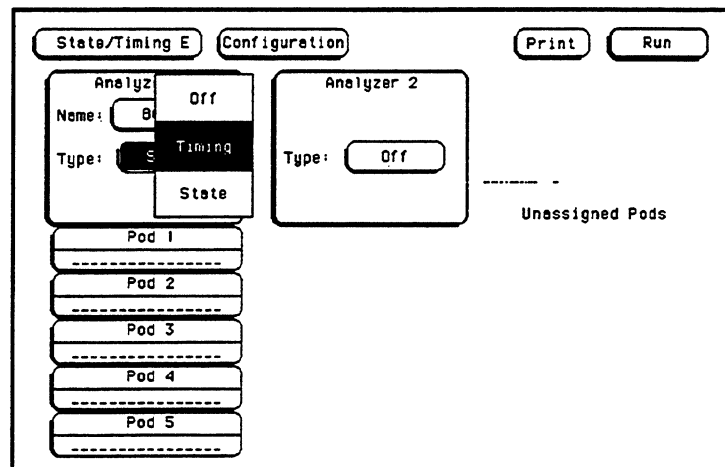 State/Timing E Configuration Print Run
Analyz Analyzer 2
Off
Name:
Timing
Type: S Type: Off
State
Unassigned Pods
Pod 1
Pod 2
Pod 3
Pod 4
Pod 5